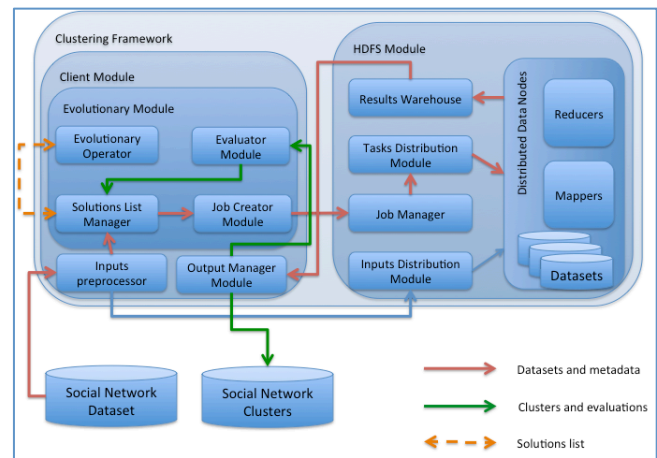 Clustering Framework
HDFS Module
Client Module
Evolutionary Module
Evolutionary
Operator
Evaluator
Module
Solutions List
Manager
Job Creator
Module
Inputs
preprocessor
Output Manager
Module
Results Warehouse
Tasks Distribution
Module
Job Manager
Inputs Distribution
Module
Distributed Data Nodes
Reducers
Mappers
Datasets
Social Network
Dataset
Social Network
Clusters
Datasets and metadata
Clusters and evaluations
Solutions list